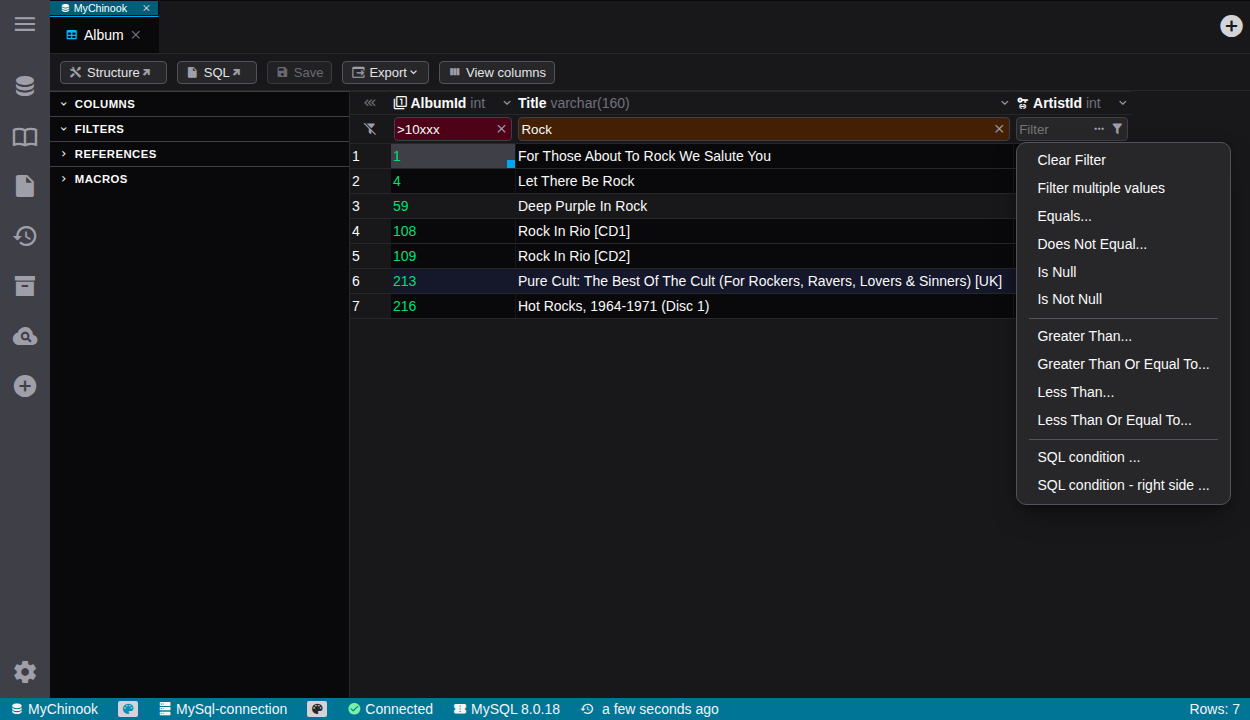 MyChinook
Album
Structure SQL Save Export View columns
COLUMNS
FILTERS
REFERENCES
MACROS
AlbumId int Title varchar(160) ArtistId int
>10xxx Rock Filter
1 1 For Those About To Rock We Salute You
2 4 Let There Be Rock
3 59 Deep Purple In Rock
4 108 Rock In Rio [CD1]
5 109 Rock In Rio [CD2]
6 213 Pure Cult: The Best Of The Cult (For Rockers, Ravers, Lovers & Sinners) [UK]
7 216 Hot Rocks, 1964-1971 (Disc 1)
Clear Filter
Filter multiple values
Equals...
Does Not Equal...
Is Null
Is Not Null
Greater Than...
Greater Than Or Equal To...
Less Than...
Less Than Or Equal To...
SQL condition ...
SQL condition - right side ...
MyChinook MySql-connection Connected MySQL 8.0.18 a few seconds ago Rows: 7